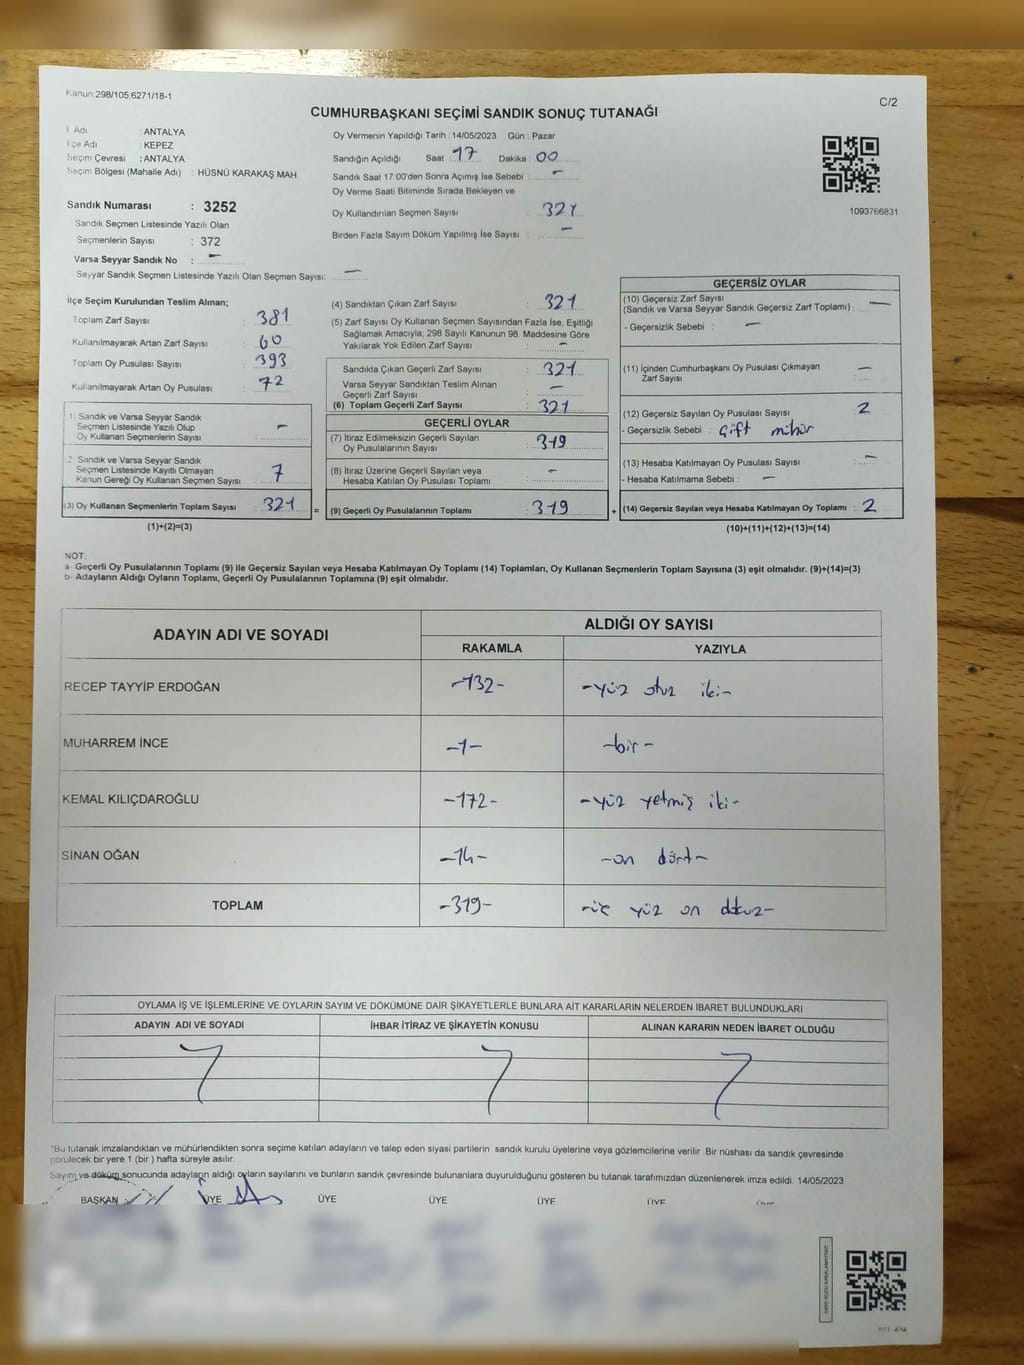 Kanun:298/105;6271/18-1
C/2
CUMHURBAŞKANI SEÇİMİ SANDIK SONUÇ TUTANAĞI
İl Adı : ANTALYA
İlçe Adı : KEPEZ
Seçim Çevresi : ANTALYA
Seçim Bölgesi (Mahalle Adı) : HÜSNÜ KARAKAŞ MAH.
Sandık Numarası : 3252
Sandık Seçmen Listesinde Yazılı Olan
Seçmenlerin Sayısı : 372
Varsa Seyyar Sandık No : -
Seyyar Sandık Seçmen Listesinde Yazılı Olan Seçmen Sayısı: -
Oy Vermenin Yapıldığı Tarih : 14/05/2023 Gün : Pazar
Sandığın Açıldığı Saat : 17 Dakika : 00
Sandık Saat 17:00'den Sonra Açılmış İse Sebebi : -
Oy Verme Saati Bitiminde Sırada Bekleyen ve
Oy Kullandırılan Seçmen Sayısı : 321
Birden Fazla Sayım Döküm Yapılmış İse Sayısı : -
1093766831
İlçe Seçim Kurulundan Teslim Alınan;
Toplam Zarf Sayısı : 381
Kullanılmayarak Artan Zarf Sayısı : 60
Toplam Oy Pusulası Sayısı : 393
Kullanılmayarak Artan Oy Pusulası : 72
(1) Sandık ve Varsa Seyyar Sandık
Seçmen Listesinde Yazılı Olup
Oy Kullanan Seçmenlerin Sayısı : -
(2) Sandık ve Varsa Seyyar Sandık
Seçmen Listesinde Kayıtlı Olmayan
Kanun Gereği Oy Kullanan Seçmen Sayısı : 7
(3) Oy Kullanan Seçmenlerin Toplam Sayısı : 321 =
(1)+(2)=(3)
(4) Sandıktan Çıkan Zarf Sayısı : 321
(5) Zarf Sayısı Oy Kullanan Seçmen Sayısından Fazla İse, Eşitliği
Sağlamak Amacıyla; 298 Sayılı Kanunun 98. Maddesine Göre
Yakılarak Yok Edilen Zarf Sayısı : -
Sandıkta Çıkan Geçerli Zarf Sayısı : 321
Varsa Seyyar Sandıktan Teslim Alınan
Geçerli Zarf Sayısı : -
(6) Toplam Geçerli Zarf Sayısı : 321
GEÇERLİ OYLAR
(7) İtiraz Edilmeksizin Geçerli Sayılan
Oy Pusulalarının Sayısı : 319
(8) İtiraz Üzerine Geçerli Sayılan veya
Hesaba Katılan Oy Pusulası Toplamı : -
(9) Geçerli Oy Pusulalarının Toplamı : 319 +
GEÇERSİZ OYLAR
(10) Geçersiz Zarf Sayısı
(Sandık ve Varsa Seyyar Sandık Geçersiz Zarf Toplamı) : -
- Geçersizlik Sebebi : -
(11) İçinden Cumhurbaşkanı Oy Pusulası Çıkmayan
Zarf Sayısı : -
(12) Geçersiz Sayılan Oy Pusulası Sayısı : 2
- Geçersizlik Sebebi : Çift mühür
(13) Hesaba Katılmayan Oy Pusulası Sayısı : -
- Hesaba Katılmama Sebebi : -
(14) Geçersiz Sayılan veya Hesaba Katılmayan Oy Toplamı : 2
(10)+(11)+(12)+(13)=(14)
NOT:
a- Geçerli Oy Pusulalarının Toplamı (9) ile Geçersiz Sayılan veya Hesaba Katılmayan Oy Toplamı (14) Toplamları, Oy Kullanan Seçmenlerin Toplam Sayısına (3) eşit olmalıdır. (9)+(14)=(3)
b- Adayların Aldığı Oyların Toplamı, Geçerli Oy Pusulalarının Toplamına (9) eşit olmalıdır.
ADAYIN ADI VE SOYADI ALDIĞI OY SAYISI
RAKAMLA YAZIYLA
RECEP TAYYİP ERDOĞAN -132- -yüz otuz iki-
MUHARREM İNCE -1- -bir-
KEMAL KILIÇDAROĞLU -172- -yüz yetmiş iki-
SİNAN OĞAN -14- -on dört-
TOPLAM -319- -üç yüz on dokuz-
OYLAMA İŞ VE İŞLEMLERİNE VE OYLARIN SAYIM VE DÖKÜMÜNE DAİR ŞİKAYETLERLE BUNLARA AİT KARARLARIN NELERDEN İBARET BULUNDUKLARI
ADAYIN ADI VE SOYADI İHBAR İTİRAZ VE ŞİKAYETİN KONUSU ALINAN KARARIN NEDEN İBARET OLDUĞU
*Bu tutanak imzalandıktan ve mühürlendikten sonra seçime katılan adayların ve talep eden siyasi partilerin sandık kurulu üyelerine veya gözlemcilerine verilir .Bir nüshası da sandık çevresinde
görülecek bir yere 1 (bir ) hafta süreyle asılır.
Sayım ve döküm sonucunda adayların aldığı oyların sayılarını ve bunların sandık çevresinde bulunanlara duyurulduğunu gösteren bu tutanak tarafımızdan düzenlenerek imza edildi. 14/05/2023
BAŞKAN ÜYE ÜYE ÜYE ÜYE ÜYE